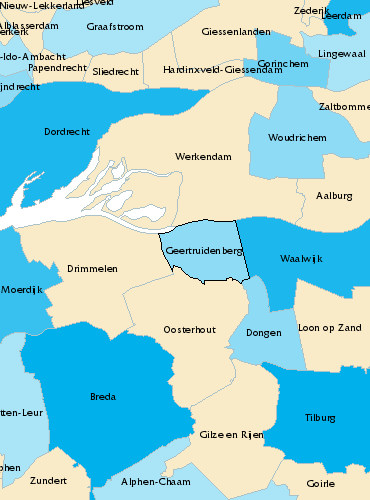 Liesveld
Nieuw-Lekkerland
Zederik
Leerdam
Alblasserdam
Graafstroom
Giessenlanden
erkerk
-Ido-Ambacht
Lingewaal
Papendrecht
Sliedrecht
Hardinxveld-Giessendam
Gorinchem
ijndrecht
Zaltbomme
Dordrecht
Woudrichem
Werkendam
Aalburg
Geertruidenberg
Waalwijk
Drimmelen
Moerdijk
Oosterhout
Dongen
Loon op Zand
Breda
tten-Leur
Tilburg
Gilze en Rijen
phen
Zundert
Alphen-Chaam
Goirle